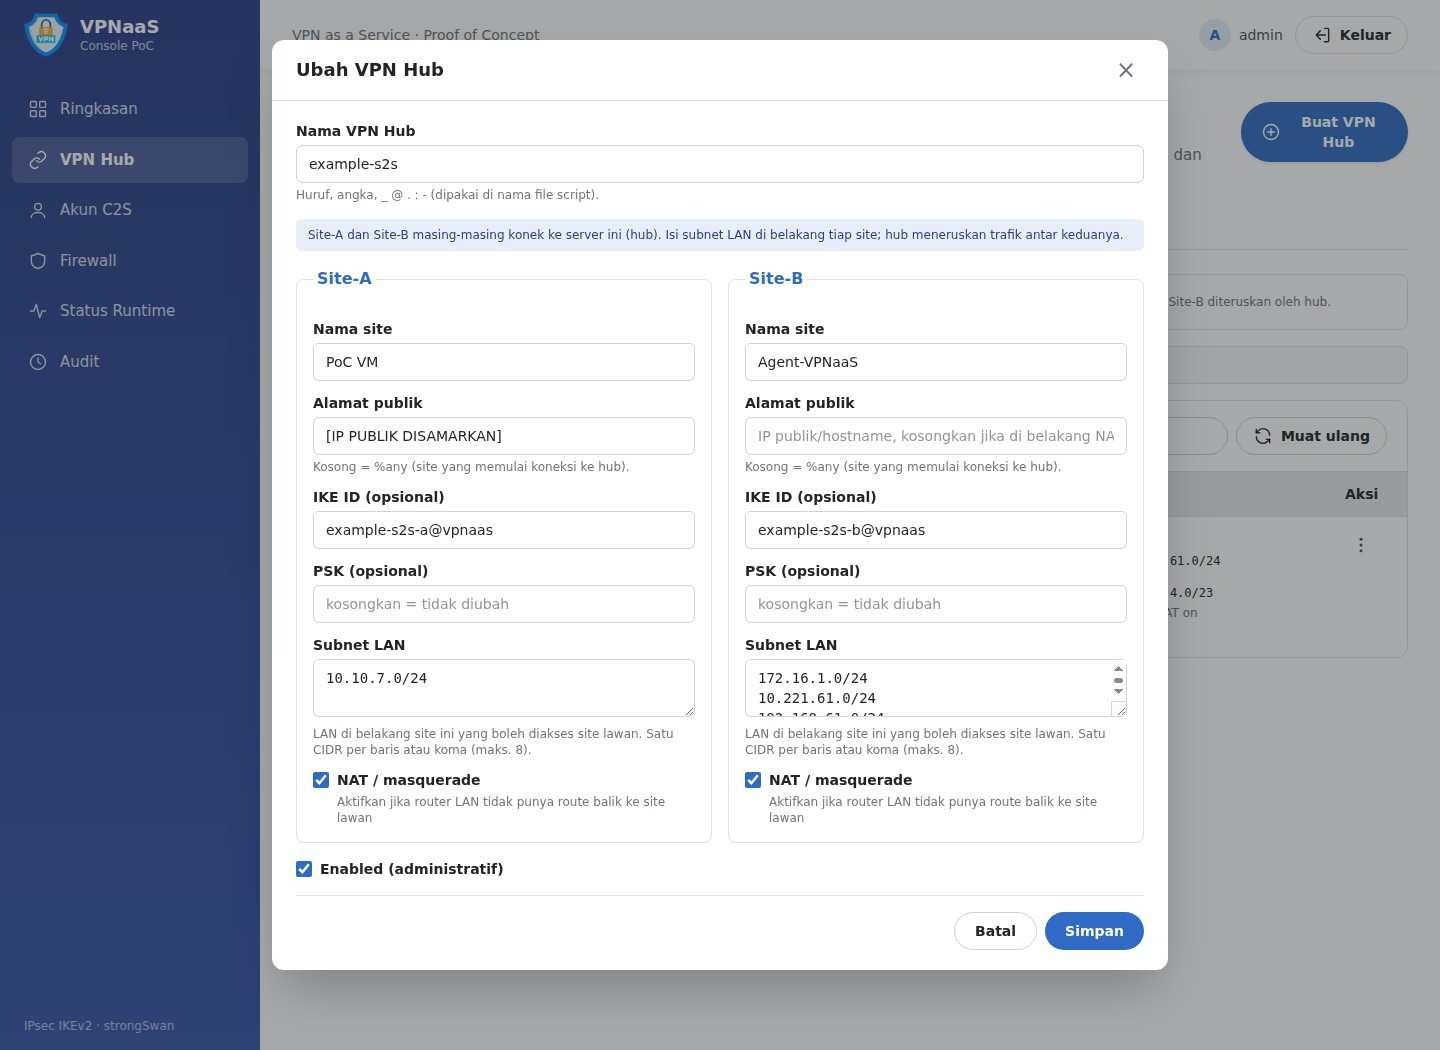 VPNaaS
Console PoC
Ringkasan
VPN Hub
Akun C2S
Firewall
Status Runtime
Audit
IPsec IKEv2 · strongSwan
VPN as a Service · Proof of Concept
A admin Keluar
Buat VPN Hub
dan
Site-B diteruskan oleh hub.
Muat ulang
Aksi
61.0/24
4.0/23
AT on
Ubah VPN Hub
Nama VPN Hub
example-s2s
Huruf, angka, _ @ . : - (dipakai di nama file script).
Site-A dan Site-B masing-masing konek ke server ini (hub). Isi subnet LAN di belakang tiap site; hub meneruskan trafik antar keduanya.
Site-A
Nama site
PoC VM
Alamat publik
[IP PUBLIK DISAMARKAN]
Kosong = %any (site yang memulai koneksi ke hub).
IKE ID (opsional)
example-s2s-a@vpnaas
PSK (opsional)
kosongkan = tidak diubah
Subnet LAN
10.10.7.0/24
LAN di belakang site ini yang boleh diakses site lawan. Satu
CIDR per baris atau koma (maks. 8).
NAT / masquerade
Aktifkan jika router LAN tidak punya route balik ke site
lawan
Site-B
Nama site
Agent-VPNaaS
Alamat publik
IP publik/hostname, kosongkan jika di belakang NA
Kosong = %any (site yang memulai koneksi ke hub).
IKE ID (opsional)
example-s2s-b@vpnaas
PSK (opsional)
kosongkan = tidak diubah
Subnet LAN
172.16.1.0/24
10.221.61.0/24
LAN di belakang site ini yang boleh diakses site lawan. Satu
CIDR per baris atau koma (maks. 8).
NAT / masquerade
Aktifkan jika router LAN tidak punya route balik ke site
lawan
Enabled (administratif)
Batal
Simpan